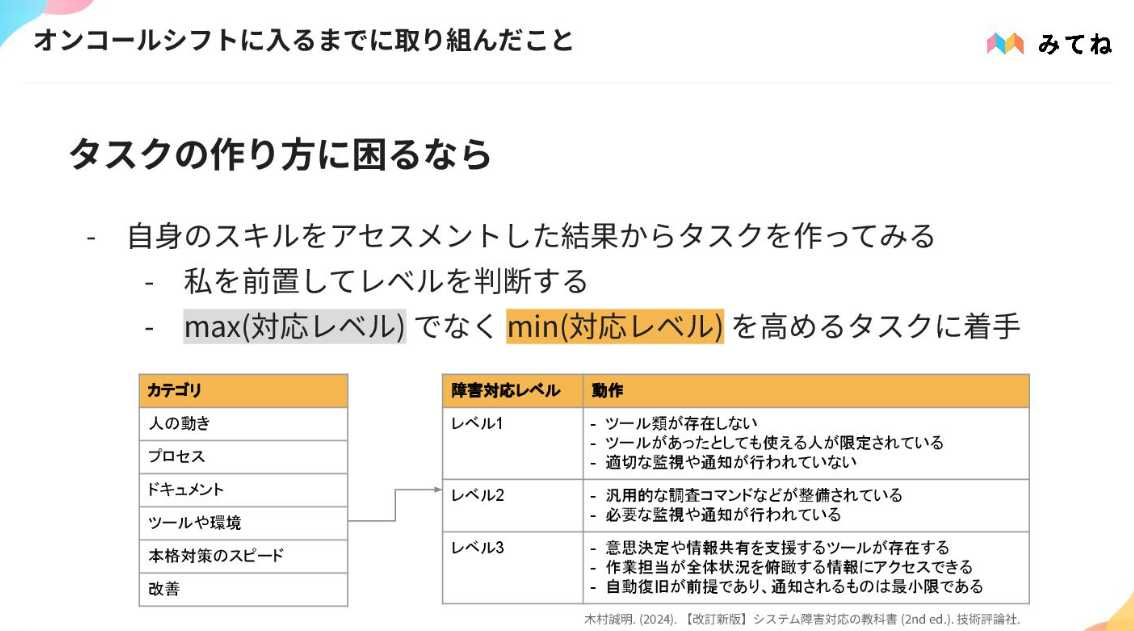 オンコールシフトに入るまでに取り組んだこと
みてね
タスクの作り方に困るなら
- 自身のスキルをアセスメントした結果からタスクを作ってみる
- 私を前置してレベルを判断する
- max(対応レベル) でなく min(対応レベル) を高めるタスクに着手
カテゴリ
人の動き
プロセス
ドキュメント
ツールや環境
本格対策のスピード
改善
障害対応レベル 動作
レベル1
- ツール類が存在しない
- ツールがあったとしても使える人が限定されている
- 適切な監視や通知が行われていない
レベル2
- 汎用的な調査コマンドなどが整備されている
- 必要な監視や通知が行われている
レベル3
- 意思決定や情報共有を支援するツールが存在する
- 作業担当が全体状況を俯瞰する情報にアクセスできる
- 自動復旧が前提であり、通知されるものは最小限である
木村誠明. (2024). 【改訂新版】システム障害対応の教科書 (2nd ed.). 技術評論社.